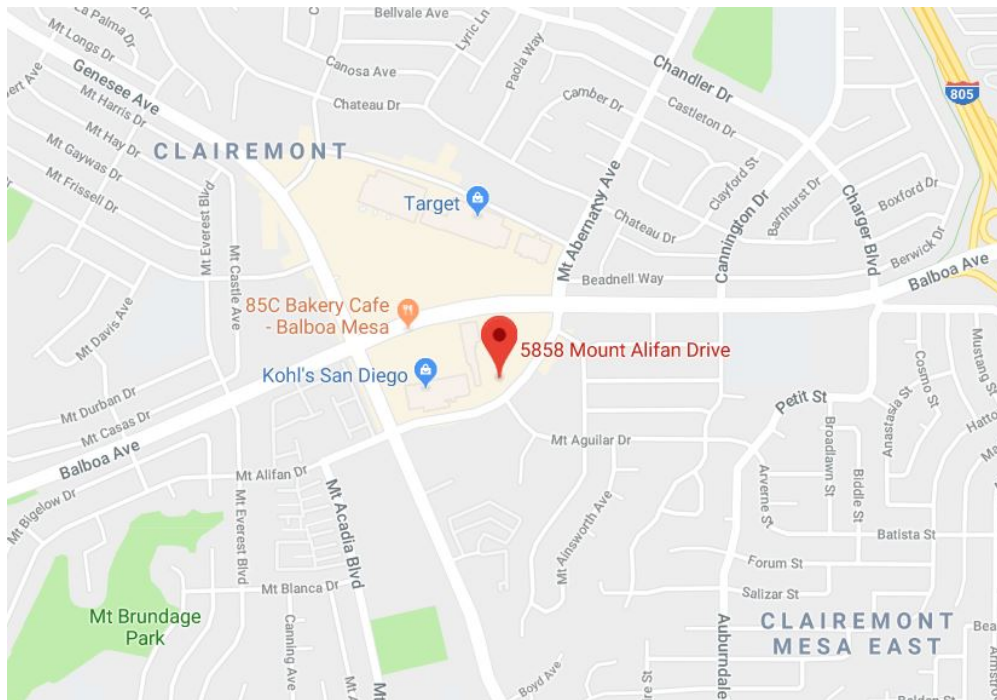 La Palma Dr
Bellvale Ave
Lyric Ln
Mt Longs Dr
Genesee Ave
Canosa Ave
Paola Way
Chandler Dr
805
Mt Harris Dr
Chateau Dr
Camber Dr
Castleton Dr
Mt Hay Dr
CLAIREMONT
Mt Gaywas Dr
Mt Frissell Dr
Mt Everest Blvd
Target
Mt Abernathy Ave
Clayford St
Cannington Dr
Barnhurst Dr
Charger Blvd
Boxford Dr
Chateau Dr
Berwick Dr
Mt Castle Ave
Beadnell Way
Balboa Ave
85C Bakery Cafe
- Balboa Mesa
Mt Davis Ave
5858 Mount Alifan Drive
Kohl's San Diego
Mustang St
Cosmo St
Mt Durban Dr
Petit St
Anastasia St
Mt Casas Dr
Balboa Ave
Mt Aguilar Dr
Broadlawn St
Mt Alifan Dr
Mt Bigelow Dr
Mt Acadia Blvd
Arverne St
Biddle St
Mt Everest Blvd
Mt Ainsworth Ave
Batista St
Forum St
Mt Blanca Dr
Salizar St
Mt Brundage
Park
Canning Ave
Auburndale
CLAIREMONT
MESA EAST
Boyd Ave